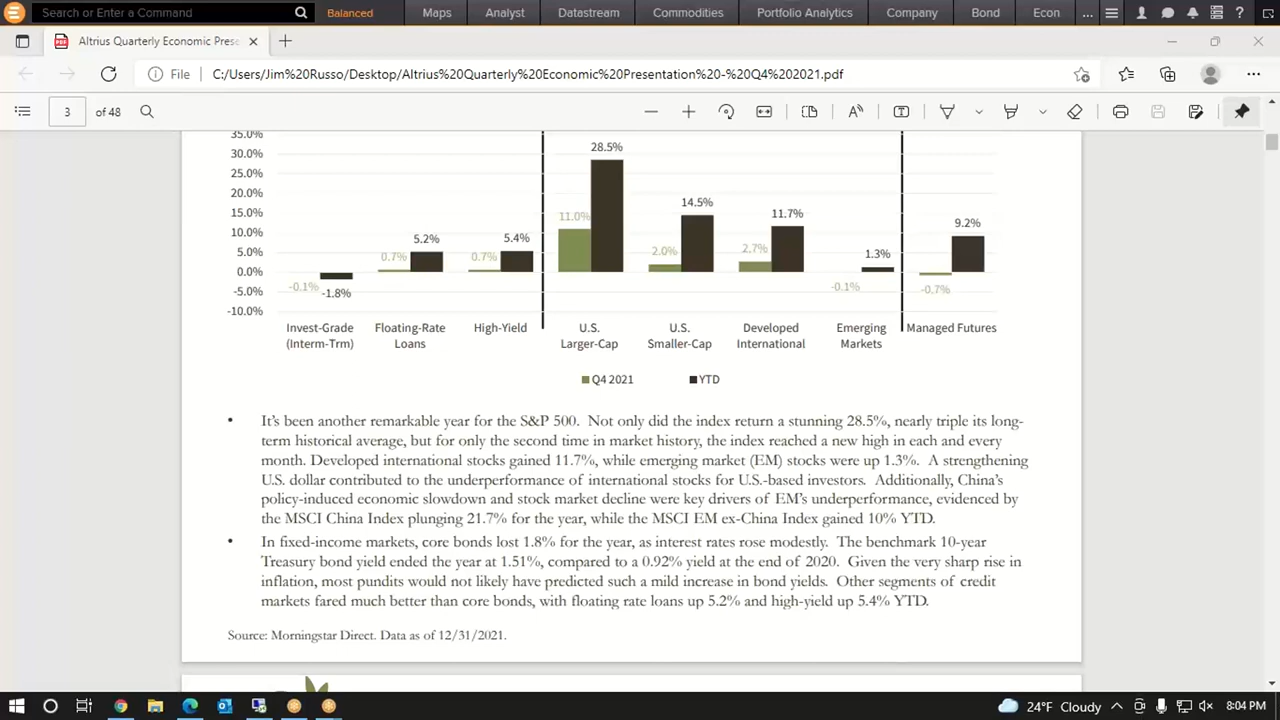 Search or Enter a Command
Balanced
Maps
Analyst
Datastream
Commodities
Portfolio Analytics
Company
Bond
Econ
...
?
Altrius Quarterly Economic Prese
File
C:/Users/Jim%20Russo/Desktop/Altrius%20Quarterly%20Economic%20Presentation%20-%20Q4%202021.pdf
3 of 48
35.0%
30.0%
25.0%
20.0%
15.0%
10.0%
5.0%
0.0%
-5.0%
-10.0%
-0.1% -1.8%
0.7% 5.2%
0.7% 5.4%
11.0% 28.5%
2.0% 14.5%
2.7% 11.7%
-0.1% 1.3%
-0.7% 9.2%
Invest-Grade
(Interm-Trm)
Floating-Rate
Loans
High-Yield
U.S.
Larger-Cap
U.S.
Smaller-Cap
Developed
International
Emerging
Markets
Managed Futures
Q4 2021 YTD
• It's been another remarkable year for the S&P 500. Not only did the index return a stunning 28.5%, nearly triple its long-
term historical average, but for only the second time in market history, the index reached a new high in each and every
month. Developed international stocks gained 11.7%, while emerging market (EM) stocks were up 1.3%. A strengthening
U.S. dollar contributed to the underperformance of international stocks for U.S.-based investors. Additionally, China's
policy-induced economic slowdown and stock market decline were key drivers of EM's underperformance, evidenced by
the MSCI China Index plunging 21.7% for the year, while the MSCI EM ex-China Index gained 10% YTD.
• In fixed-income markets, core bonds lost 1.8% for the year, as interest rates rose modestly. The benchmark 10-year
Treasury bond yield ended the year at 1.51%, compared to a 0.92% yield at the end of 2020. Given the very sharp rise in
inflation, most pundits would not likely have predicted such a mild increase in bond yields. Other segments of credit
markets fared much better than core bonds, with floating rate loans up 5.2% and high-yield up 5.4% YTD.
Source: Morningstar Direct. Data as of 12/31/2021.
24°F Cloudy
8:04 PM